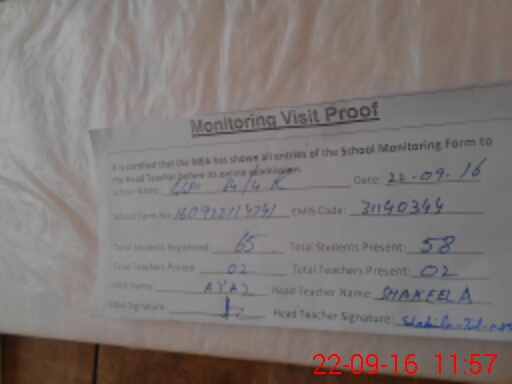 Monitoring Visit Proof
It is certified that the MEA has shown all entries of the School Monitoring Form to
the Head Teacher before its online submission.
School Name: Date: 22-09-16
School Form No: EMIS Code: 31140344
Total Students Registered: 65 Total Students Present: 58
Total Teachers Posted: 02 Total Teachers Present: 02
MEA Name: AYAZ Head Teacher Name: SHAKEELA
MEA Signature: Head Teacher Signature:
22-09-16 11:57